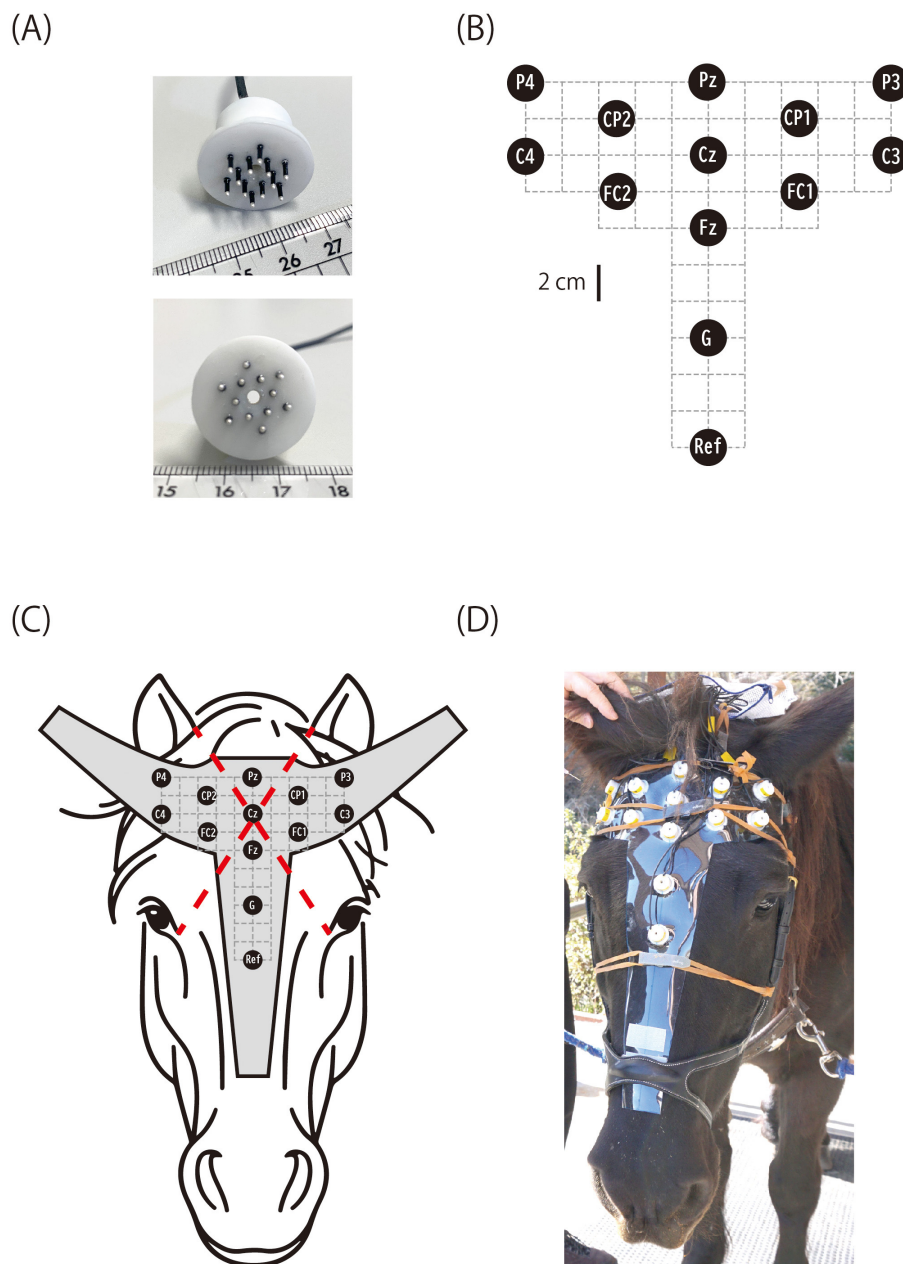 (A)
(B)
25 26 27
15 16 17 18
P4 Pz P3
CP2 CP1
C4 Cz C3
FC2 FC1
Fz
2 cm
G
Ref
(C)
(D)
P4 Pz P3
CP2 CP1
C4 Cz C3
FC2 FC1
Fz
G
Ref